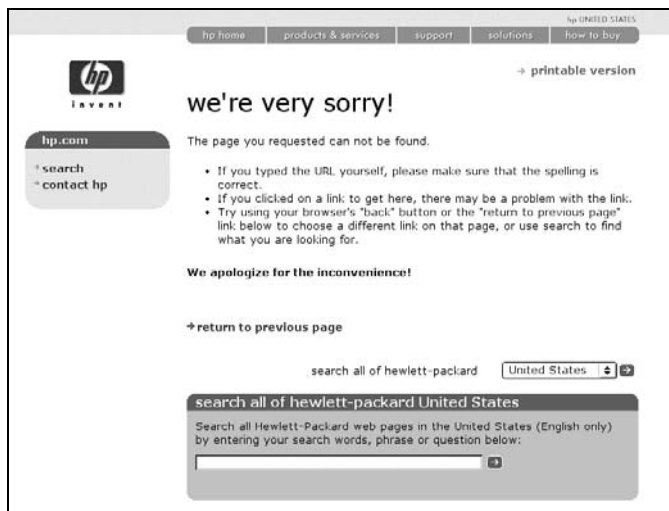 hp UNITED STATES
hp home
products & services
support
solutions
how to buy
hp
invent
→ printable version
we're very sorry!
hp.com
search
contact hp
The page you requested can not be found.
• If you typed the URL yourself, please make sure that the spelling is
correct.
• If you clicked on a link to get here, there may be a problem with the link.
• Try using your browser's "back" button or the "return to previous page"
link below to choose a different link on that page, or use search to find
what you are looking for.
We apologize for the inconvenience!
→ return to previous page
search all of hewlett-packard
United States
search all of hewlett-packard United States
Search all Hewlett-Packard web pages in the United States (English only)
by entering your search words, phrase or question below: